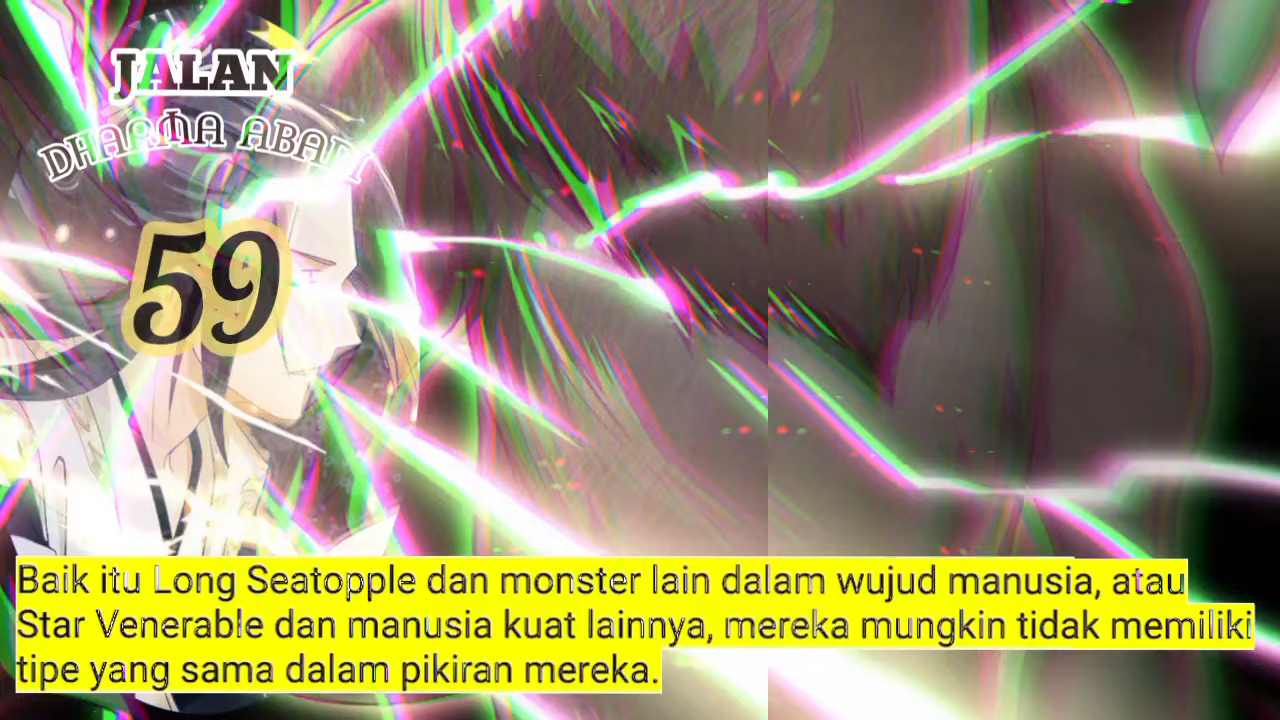 JALAN
DHARMA ABADI
59
Baik itu Long Seatopple dan monster lain dalam wujud manusia, atau
Star Venerable dan manusia kuat lainnya, mereka mungkin tidak memiliki
tipe yang sama dalam pikiran mereka.